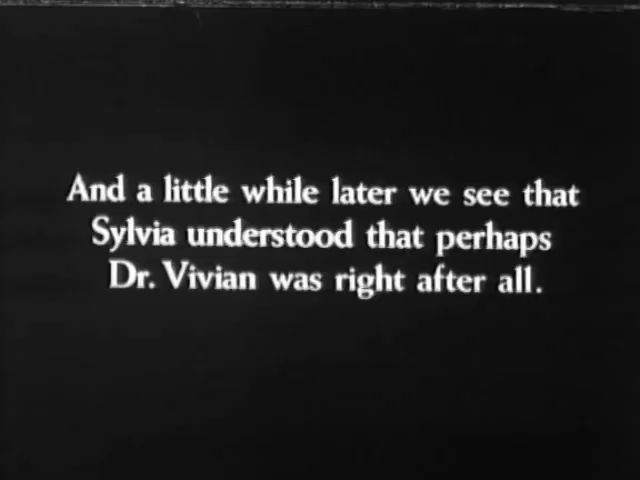 And a little while later we see that
Sylvia understood that perhaps
Dr. Vivian was right after all.